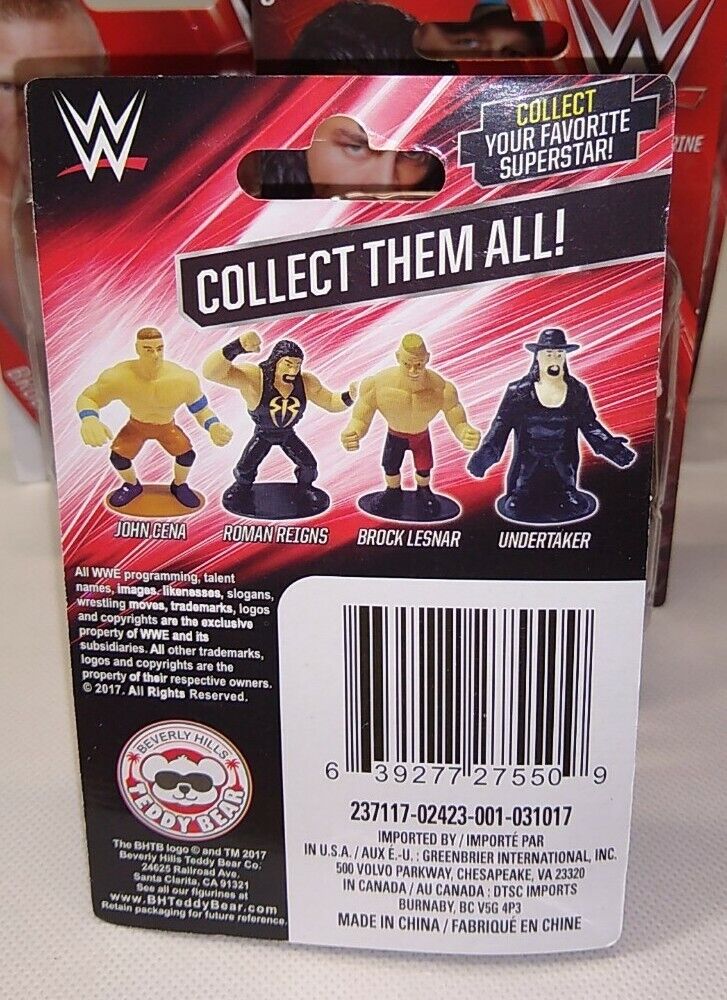 W
COLLECT
YOUR FAVORITE
SUPERSTAR!
COLLECT THEM ALL!
JOHN CENA
ROMAN REIGNS
BROCK LESNAR
UNDERTAKER
All WWE programming, talent
names, images, likenesses, slogans,
wrestling moves, trademarks, logos
and copyrights are the exclusive
property of WWE and its
subsidiaries. All other trademarks,
logos and copyrights are the
property of their respective owners.
© 2017. All Rights Reserved.
BEVERLY HILLS
TEDDY BEAR
The BHTB logo © and TM 2017
Beverly Hills Teddy Bear Co.
24625 Railroad Ave.
Santa Clarita, CA 91321
See all our figurines at
www.BHTeddyBear.com
Retain packaging for future reference.
6 39277 27550 9
237117-02423-001-031017
IMPORTED BY / IMPORTÉ PAR
IN U.S.A. / AUX É.-U. : GREENBRIER INTERNATIONAL, INC.
500 VOLVO PARKWAY, CHESAPEAKE, VA 23320
IN CANADA / AU CANADA : DTSC IMPORTS
BURNABY, BC V5G 4P3
MADE IN CHINA / FABRIQUÉ EN CHINE